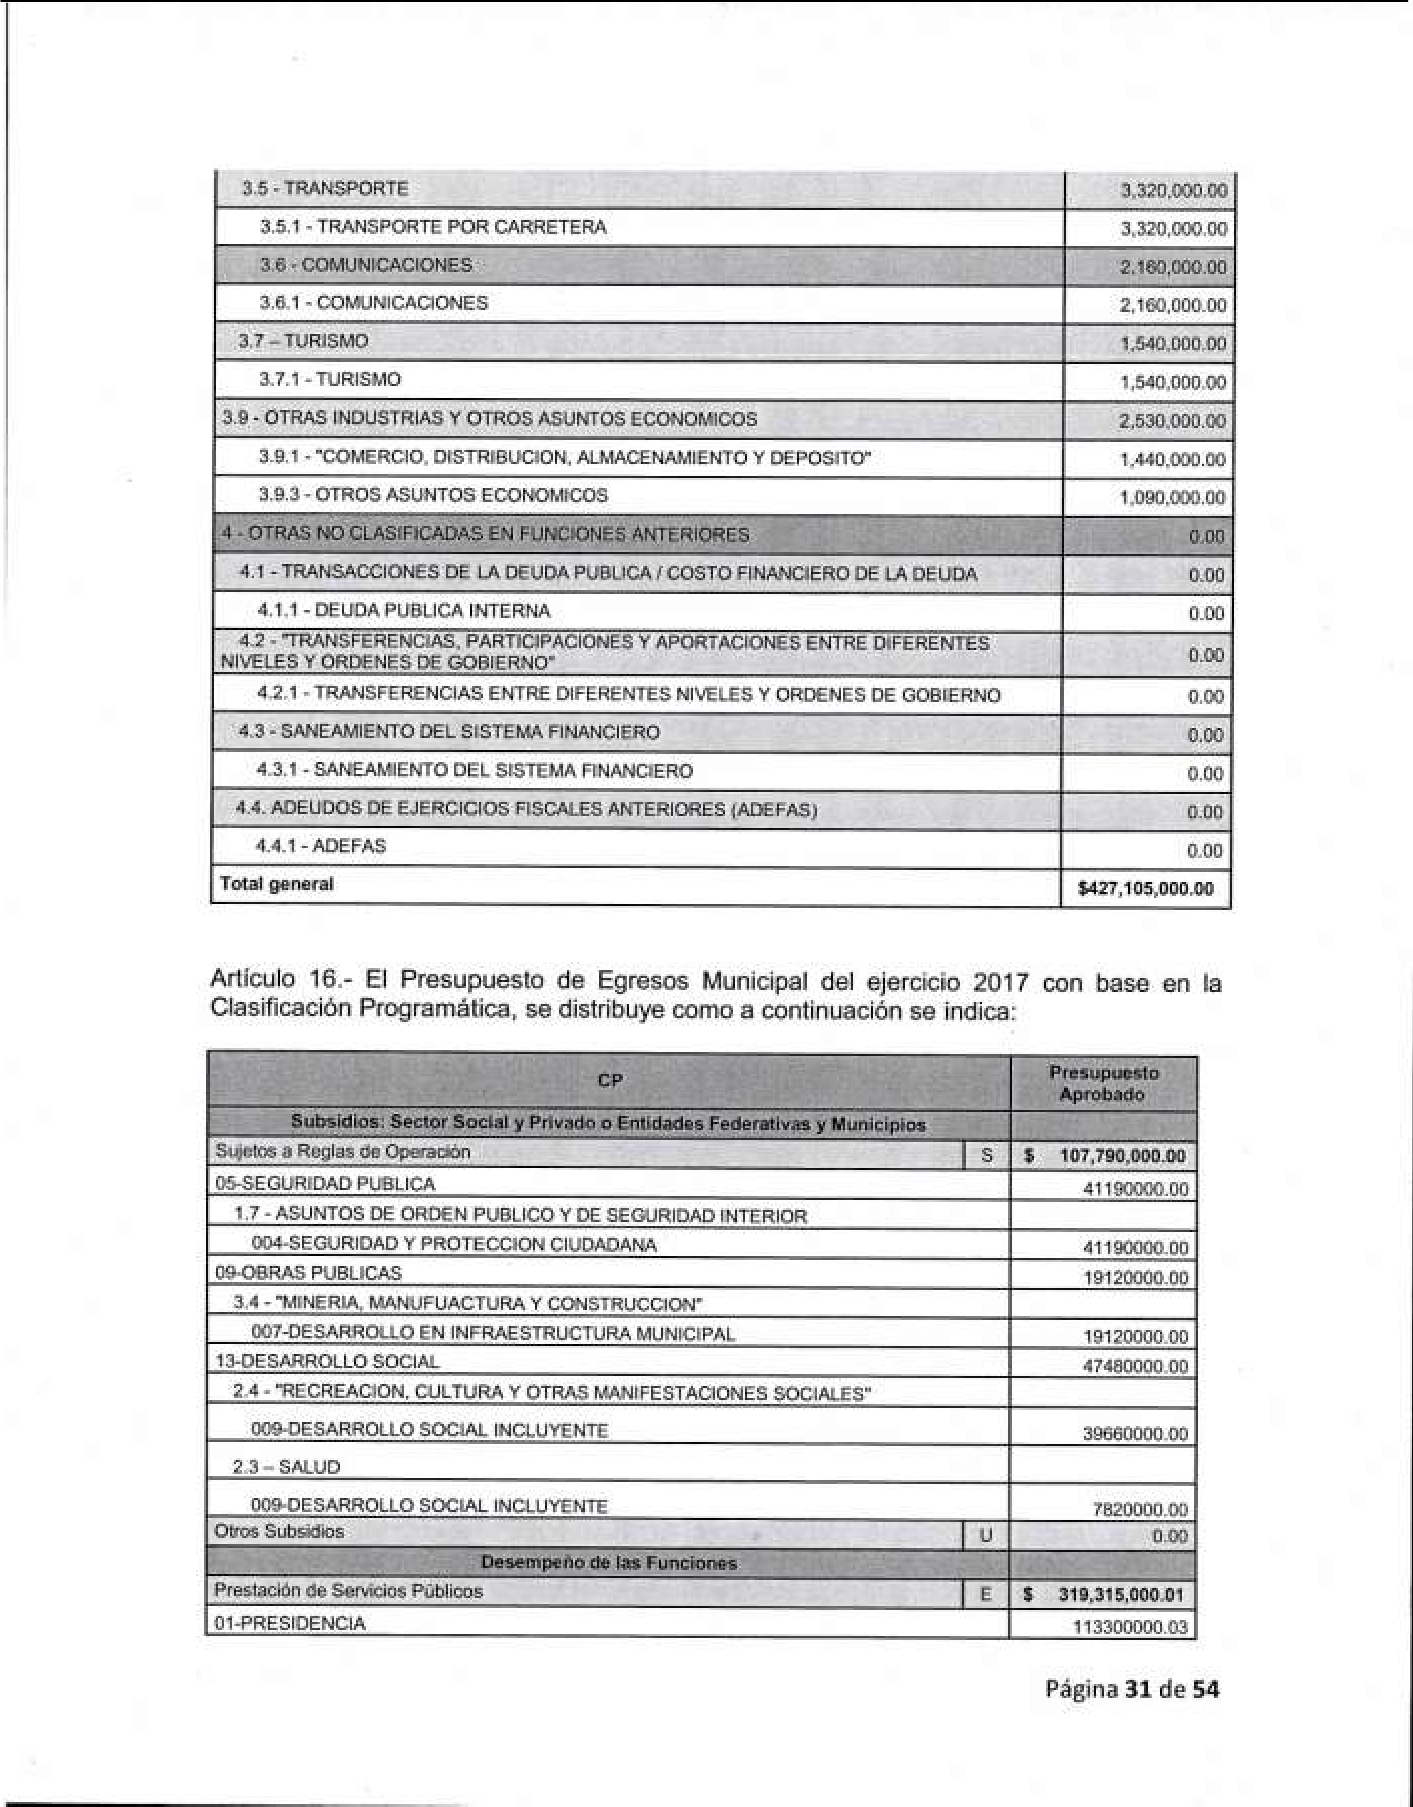 3.5 - TRANSPORTE 3,320,000.00
3.5.1 - TRANSPORTE POR CARRETERA 3,320,000.00
3.6 - COMUNICACIONES 2,160,000.00
3.6.1 - COMUNICACIONES 2,160,000.00
3.7 – TURISMO 1,540,000.00
3.7.1 - TURISMO 1,540,000.00
3.9 - OTRAS INDUSTRIAS Y OTROS ASUNTOS ECONOMICOS 2,530,000.00
3.9.1 - "COMERCIO, DISTRIBUCION, ALMACENAMIENTO Y DEPOSITO" 1,440,000.00
3.9.3 - OTROS ASUNTOS ECONOMICOS 1,090,000.00
4 - OTRAS NO CLASIFICADAS EN FUNCIONES ANTERIORES 0.00
4.1 - TRANSACCIONES DE LA DEUDA PUBLICA / COSTO FINANCIERO DE LA DEUDA 0.00
4.1.1 - DEUDA PUBLICA INTERNA 0.00
4.2 - "TRANSFERENCIAS, PARTICIPACIONES Y APORTACIONES ENTRE DIFERENTES
NIVELES Y ORDENES DE GOBIERNO" 0.00
4.2.1 - TRANSFERENCIAS ENTRE DIFERENTES NIVELES Y ORDENES DE GOBIERNO 0.00
4.3 - SANEAMIENTO DEL SISTEMA FINANCIERO 0.00
4.3.1 - SANEAMIENTO DEL SISTEMA FINANCIERO 0.00
4.4. ADEUDOS DE EJERCICIOS FISCALES ANTERIORES (ADEFAS) 0.00
4.4.1 - ADEFAS 0.00
Total general $427,105,000.00
Artículo 16.- El Presupuesto de Egresos Municipal del ejercicio 2017 con base en la
Clasificación Programática, se distribuye como a continuación se indica:
CP Presupuesto
Aprobado
Subsidios: Sector Social y Privado o Entidades Federativas y Municipios
Sujetos a Reglas de Operación S $ 107,790,000.00
05-SEGURIDAD PUBLICA 41190000.00
1.7 - ASUNTOS DE ORDEN PUBLICO Y DE SEGURIDAD INTERIOR
004-SEGURIDAD Y PROTECCION CIUDADANA 41190000.00
09-OBRAS PUBLICAS 19120000.00
3.4 - "MINERIA, MANUFUACTURA Y CONSTRUCCION"
007-DESARROLLO EN INFRAESTRUCTURA MUNICIPAL 19120000.00
13-DESARROLLO SOCIAL 47480000.00
2.4 - "RECREACION, CULTURA Y OTRAS MANIFESTACIONES SOCIALES"
009-DESARROLLO SOCIAL INCLUYENTE 39660000.00
2.3 – SALUD
009-DESARROLLO SOCIAL INCLUYENTE 7820000.00
Otros Subsidios U 0.00
Desempeño de las Funciones
Prestación de Servicios Públicos E $ 319,315,000.01
01-PRESIDENCIA 113300000.03
Página 31 de 54